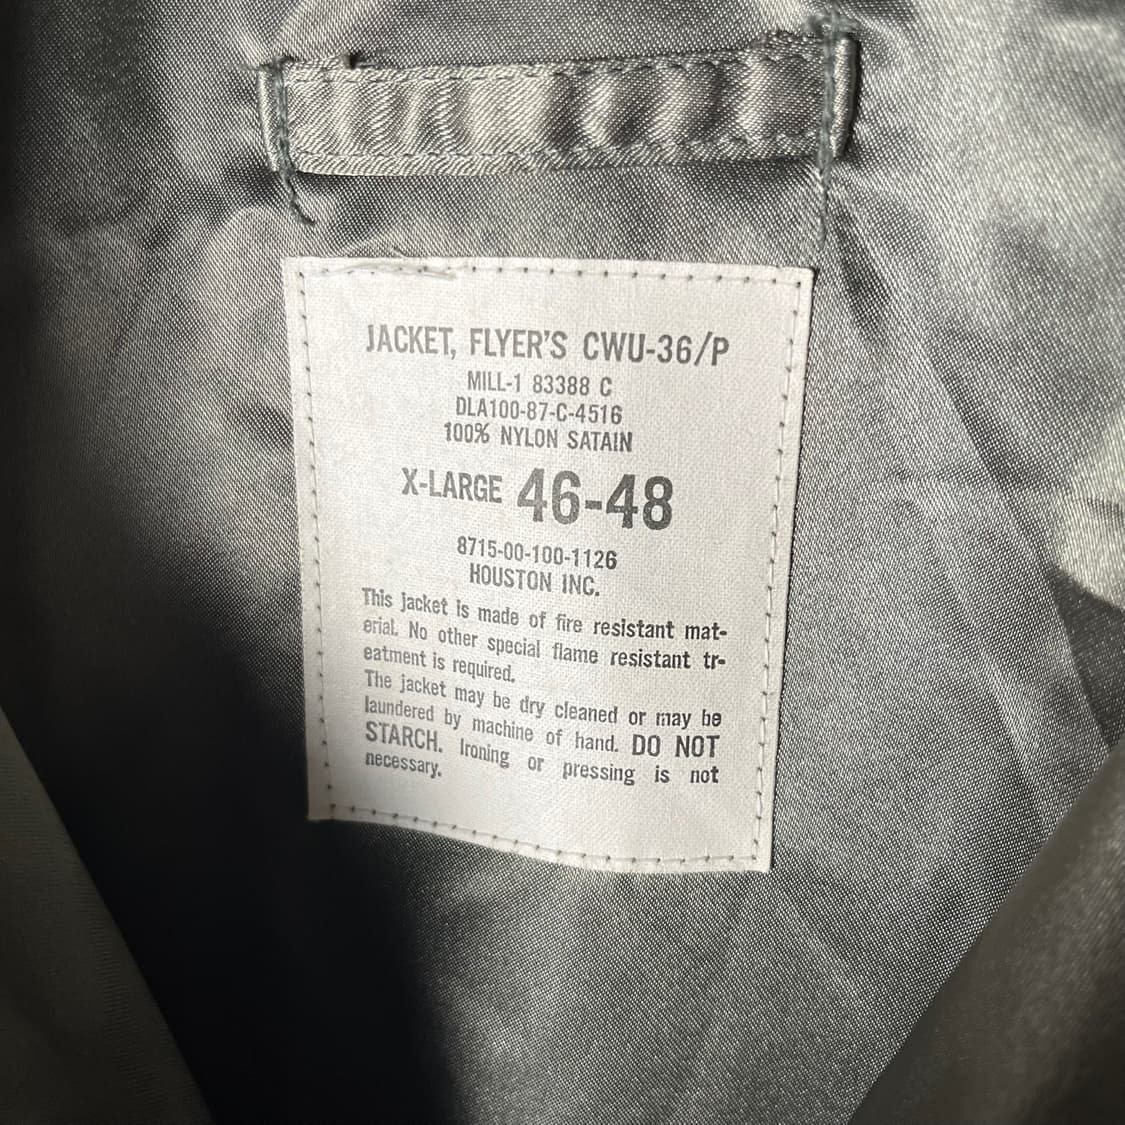 JACKET, FLYER'S CWU-36/P
MILL-1 83388 C
DLA100-87-C-4516
100% NYLON SATAIN
X-LARGE 46-48
8715-00-100-1126
HOUSTON INC.
This jacket is made of fire resistant mat-
erial. No other special flame resistant tr-
eatment is required.
The jacket may be dry cleaned or may be
laundered by machine of hand. DO NOT
STARCH. Ironing or pressing is not
necessary.